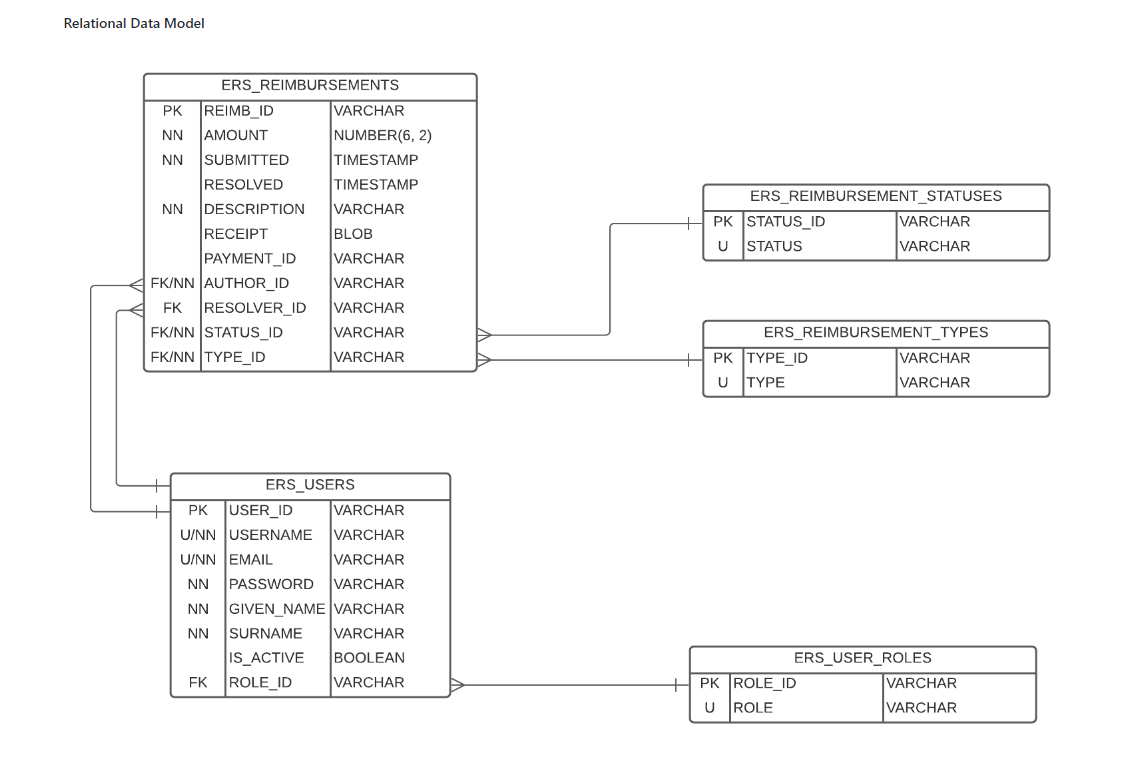 Relational Data Model
ERS_REIMBURSEMENTS
PK REIMB_ID VARCHAR
NN AMOUNT NUMBER(6, 2)
NN SUBMITTED TIMESTAMP
RESOLVED TIMESTAMP
NN DESCRIPTION VARCHAR
RECEIPT BLOB
PAYMENT_ID VARCHAR
FK/NN AUTHOR_ID VARCHAR
FK RESOLVER_ID VARCHAR
FK/NN STATUS_ID VARCHAR
FK/NN TYPE_ID VARCHAR
ERS_REIMBURSEMENT_STATUSES
PK STATUS_ID VARCHAR
U STATUS VARCHAR
ERS_REIMBURSEMENT_TYPES
PK TYPE_ID VARCHAR
U TYPE VARCHAR
ERS_USERS
PK USER_ID VARCHAR
U/NN USERNAME VARCHAR
U/NN EMAIL VARCHAR
NN PASSWORD VARCHAR
NN GIVEN_NAME VARCHAR
NN SURNAME VARCHAR
IS_ACTIVE BOOLEAN
FK ROLE_ID VARCHAR
ERS_USER_ROLES
PK ROLE_ID VARCHAR
U ROLE VARCHAR